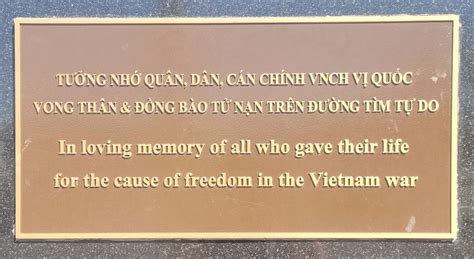 TƯỞNG NHỚ QUÂN, DÂN, CÁN CHÍNH VNCH VỊ QUỐC
VONG THÂN & ĐỒNG BÀO TỬ NẠN TRÊN ĐƯỜNG TÌM TỰ DO
In loving memory of all who gave their life
for the cause of freedom in the Vietnam war